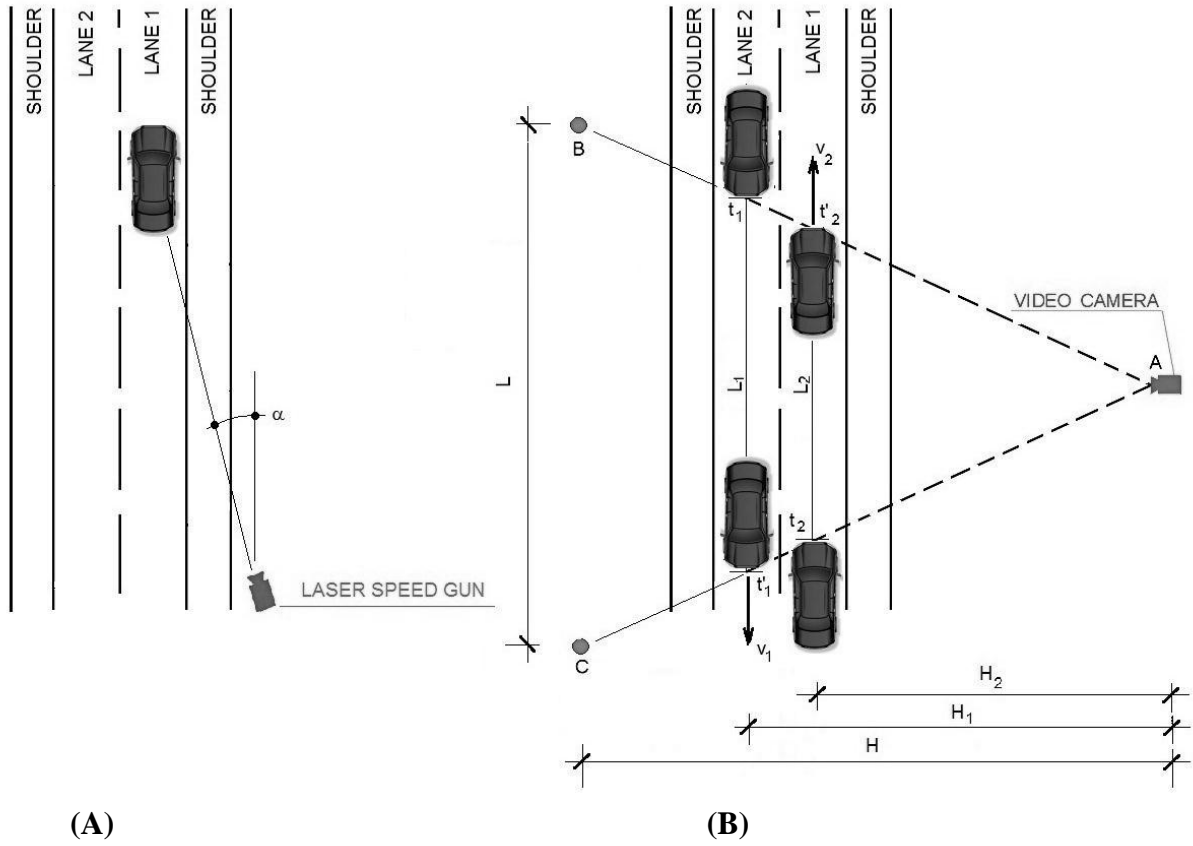 SHOULDER
LANE 2
LANE 1
SHOULDER
α
LASER SPEED GUN
(A)
SHOULDER
LANE 2
LANE 1
SHOULDER
B
v2
t1
t'2
VIDEO CAMERA
A
L
L1
L2
t2
t'1
v1
C
H2
H1
H
(B)